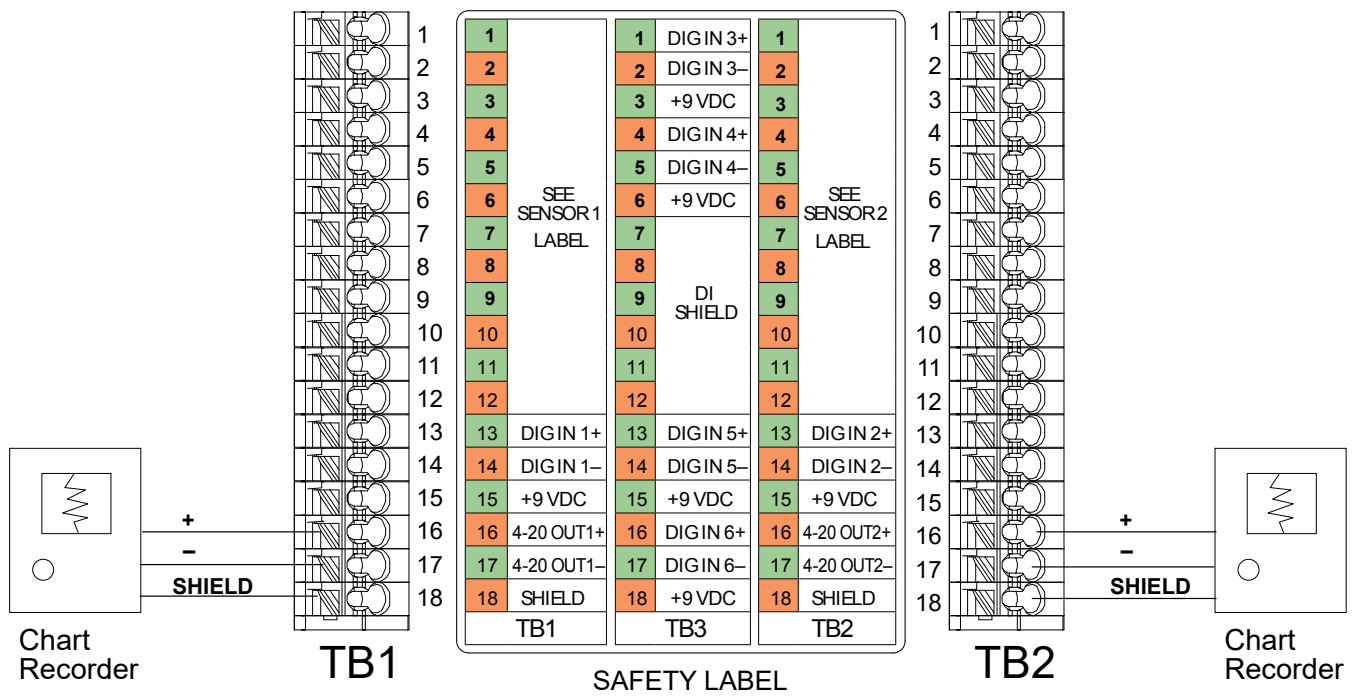 1
2
3
4
5
6
7
8
9
10
11
12
13
14
15
16
17
18
+
−
SHIELD
Chart
Recorder
TB1
1
2
3
4
5
6
7
8
9
10
11
12
SEE
SENSOR 1
LABEL
13 DIG IN 1+
14 DIG IN 1–
15 +9 VDC
16 4-20 OUT1+
17 4-20 OUT1–
18 SHIELD
TB1
1 DIG IN 3+
2 DIG IN 3–
3 +9 VDC
4 DIG IN 4+
5 DIG IN 4–
6 +9 VDC
7
8
9
10
11
12
DI
SHIELD
13 DIG IN 5+
14 DIG IN 5–
15 +9 VDC
16 DIG IN 6+
17 DIG IN 6–
18 +9 VDC
TB3
1
2
3
4
5
6
7
8
9
10
11
12
SEE
SENSOR 2
LABEL
13 DIG IN 2+
14 DIG IN 2–
15 +9 VDC
16 4-20 OUT2+
17 4-20 OUT2–
18 SHIELD
TB2
SAFETY LABEL
1
2
3
4
5
6
7
8
9
10
11
12
13
14
15
16
17
18
TB2
+
−
SHIELD
Chart
Recorder